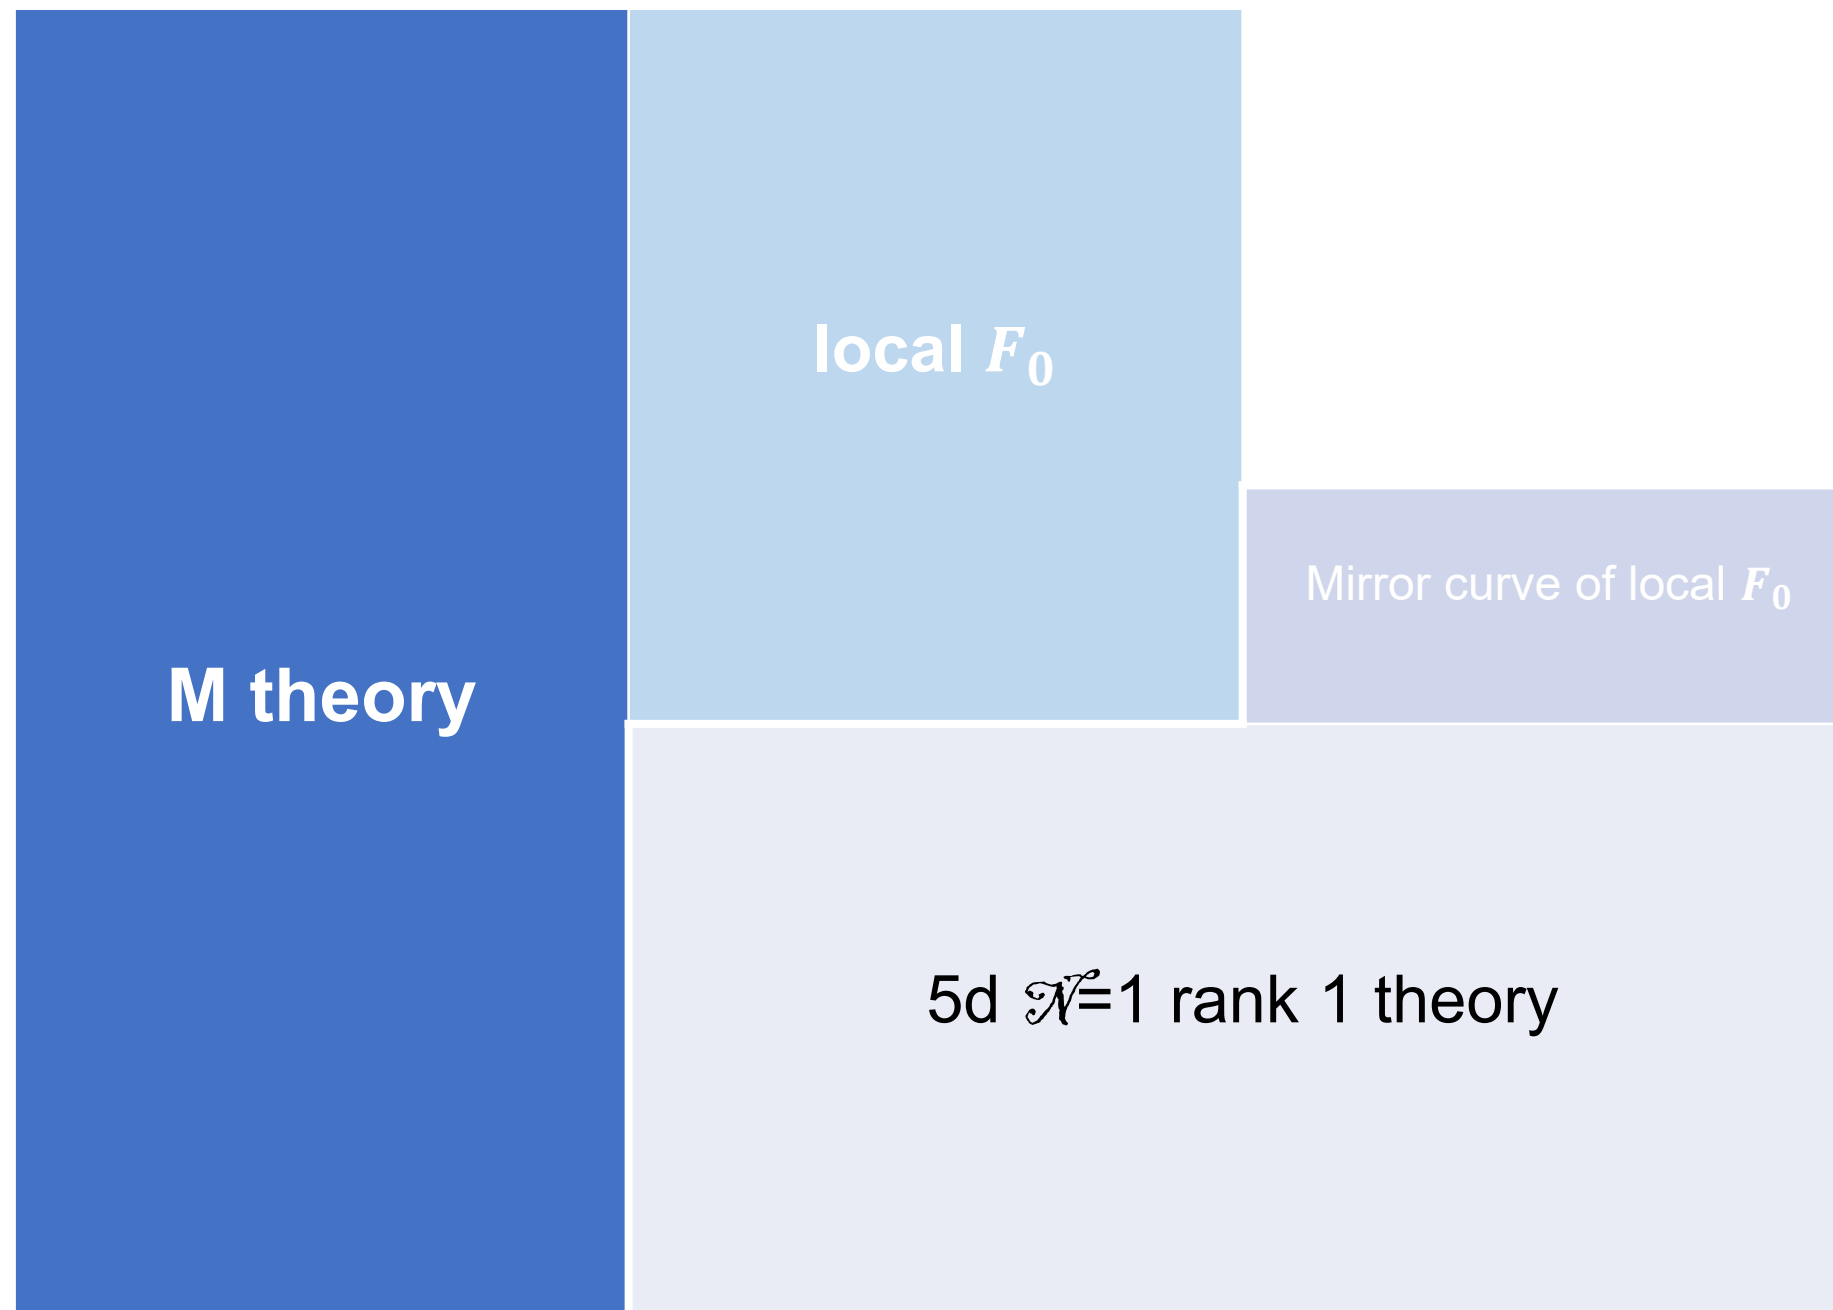 local 𝑭₀
Mirror curve of local 𝑭₀
M theory
5d 𝒩=1 rank 1 theory